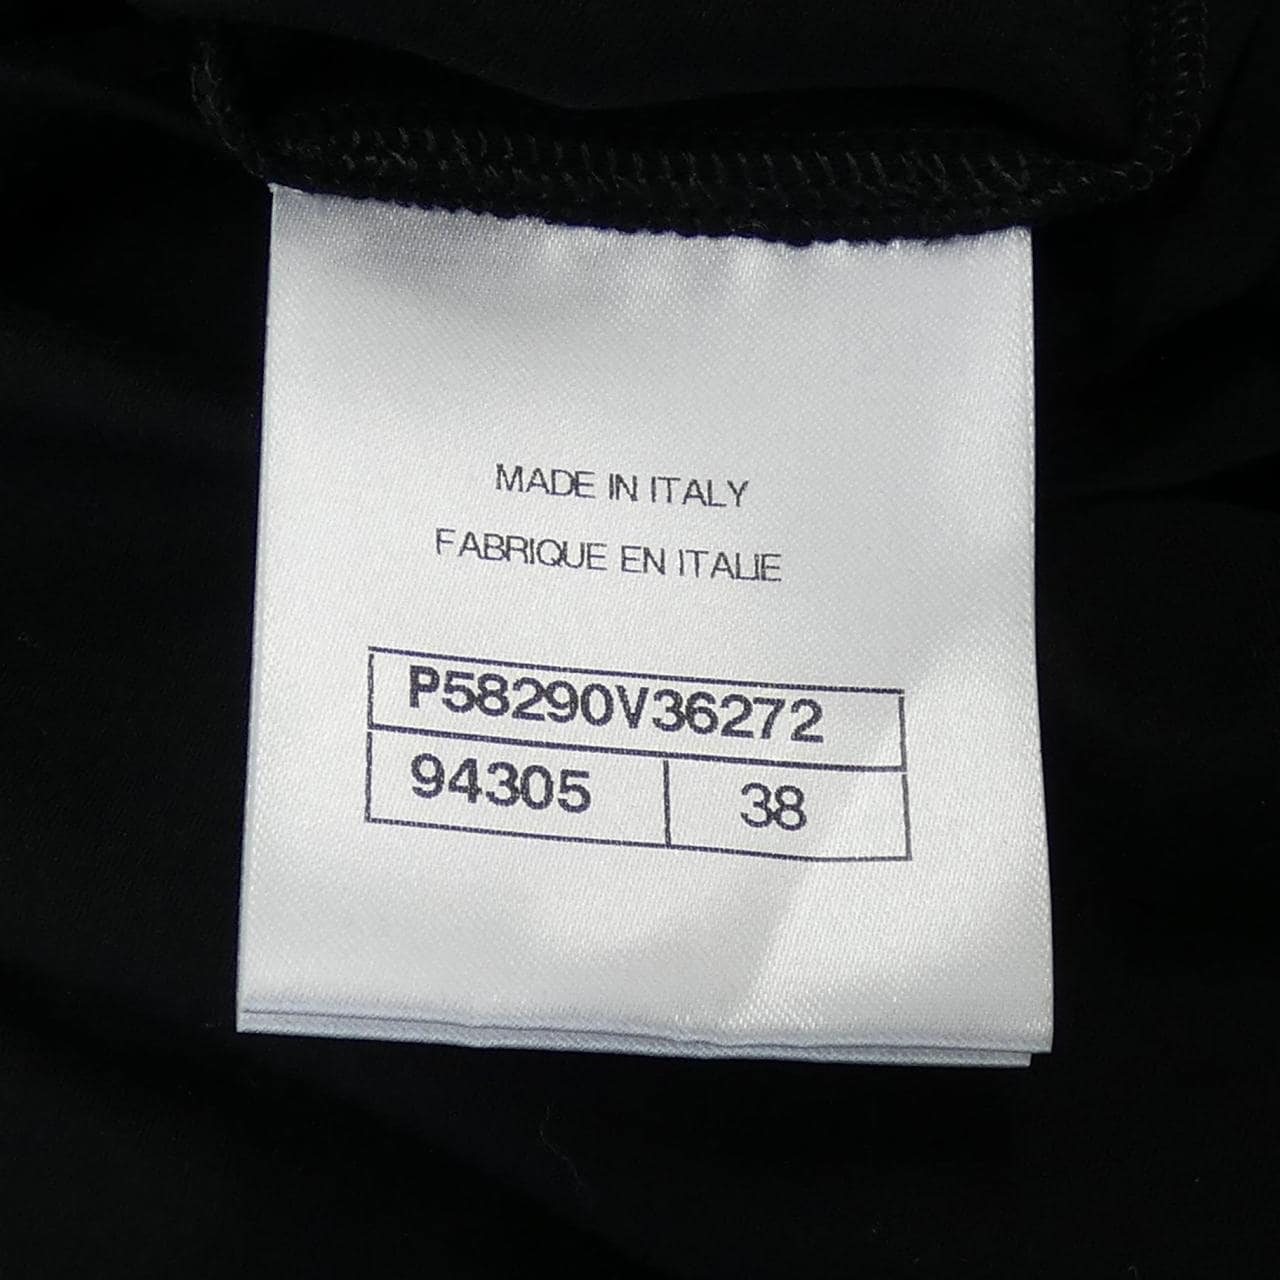 MADE IN ITALY
FABRIQUE EN ITALIE
P58290V36272
94305 38